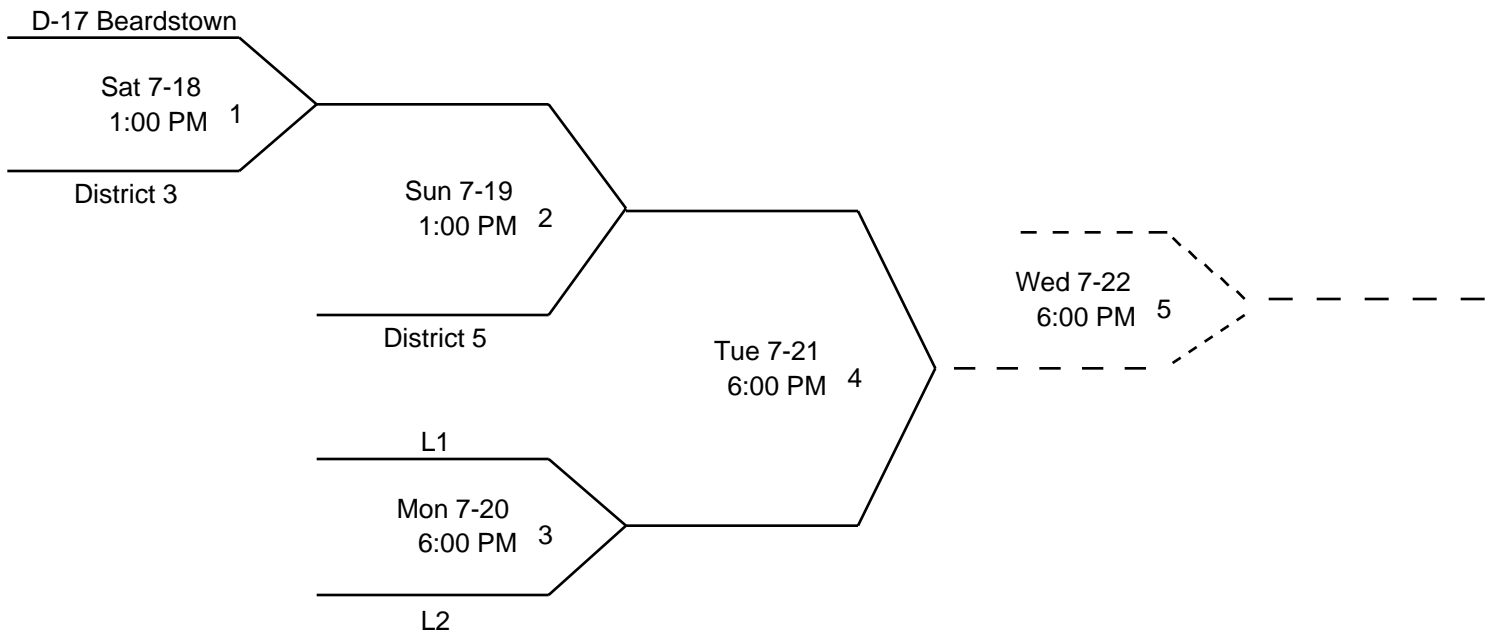 D-17 Beardstown
Sat 7-18
1:00 PM 1
District 3
Sun 7-19
1:00 PM 2
District 5
L1
Mon 7-20
6:00 PM 3
L2
Tue 7-21
6:00 PM 4
Wed 7-22
6:00 PM 5